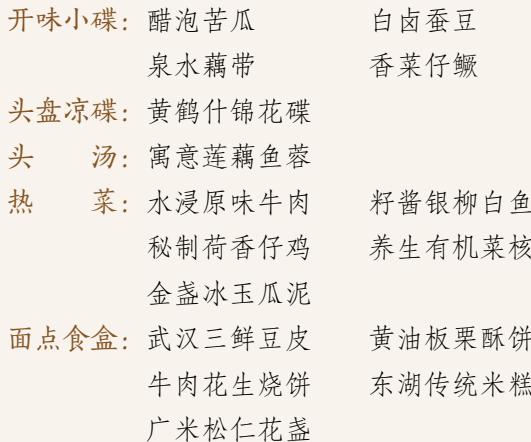 开味小碟：醋泡苦瓜 白卤蚕豆
泉水藕带 香菜仔鳜
头盘凉碟：黄鹤什锦花碟
头 汤：寓意莲藕鱼蓉
热 菜：水浸原味牛肉 籽酱银柳白鱼
秘制荷香仔鸡 养生有机菜核
金盏冰玉瓜泥
面点食盒：武汉三鲜豆皮 黄油板栗酥饼
牛肉花生烧饼 东湖传统米糕
广米松仁花盏